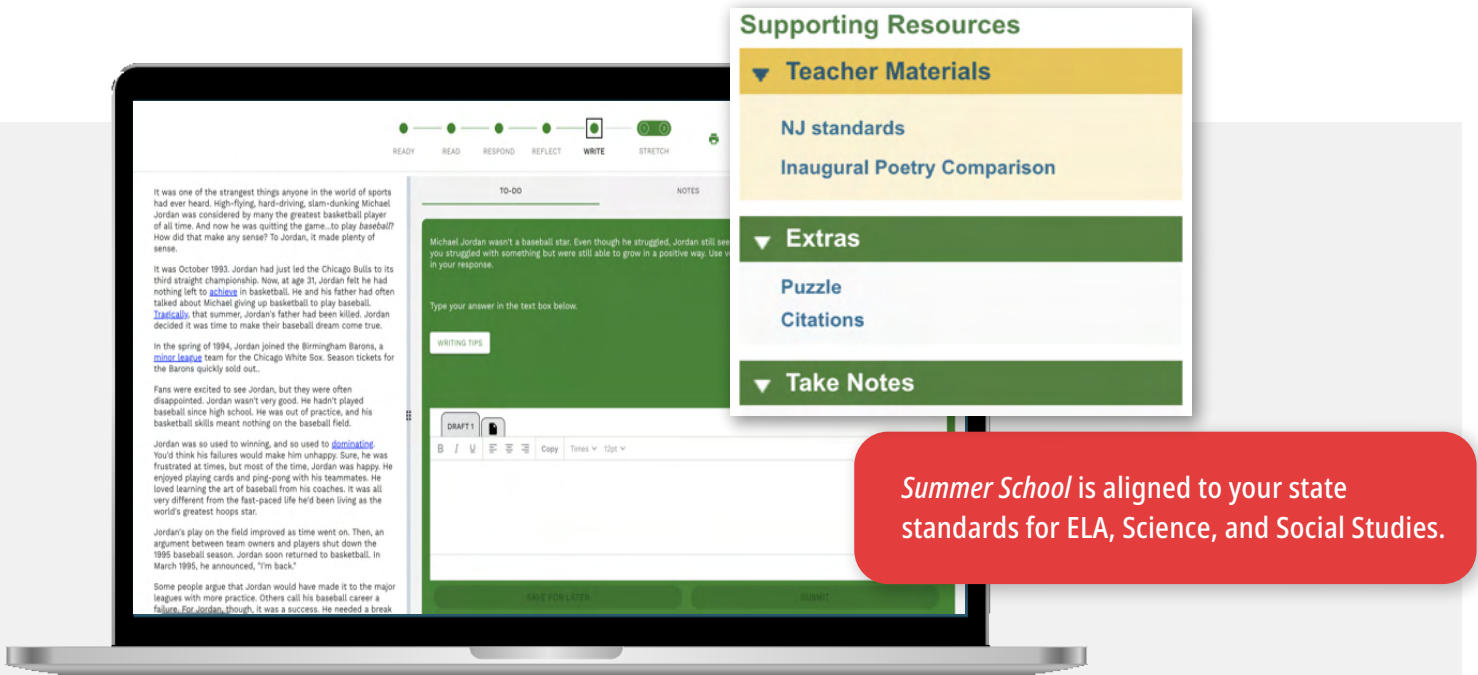 READY
READ
RESPOND
REFLECT
WRITE
STRETCH
It was one of the strangest things anyone in the world of sports
had ever heard. High-flying, hard-driving, slam-dunking Michael
Jordan was considered by many the greatest basketball player
of all time. And now he was quitting the game...to play baseball?
How did that make any sense? To Jordan, it made plenty of
sense.
It was October 1993. Jordan had just led the Chicago Bulls to its
third straight championship. Now, at age 31, Jordan felt he had
nothing left to achieve in basketball. He and his father had often
talked about Michael giving up basketball to play baseball.
Tragically, that summer, Jordan's father had been killed. Jordan
decided it was time to make their baseball dream come true.
In the spring of 1994, Jordan joined the Birmingham Barons, a
minor league team for the Chicago White Sox. Season tickets for
the Barons quickly sold out..
Fans were excited to see Jordan, but they were often
disappointed. Jordan wasn't very good. He hadn't played
baseball since high school. He was out of practice, and his
basketball skills meant nothing on the baseball field.
Jordan was so used to winning, and so used to dominating.
You'd think his failures would make him unhappy. Sure, he was
frustrated at times, but most of the time, Jordan was happy. He
enjoyed playing cards and ping-pong with his teammates. He
loved learning the art of baseball from his coaches. It was all
very different from the fast-paced life he'd been living as the
world's greatest hoops star.
Jordan's play on the field improved as time went on. Then, an
argument between team owners and players shut down the
1995 baseball season. Jordan soon returned to basketball. In
March 1995, he announced, "I'm back."
Some people argue that Jordan would have made it to the major
leagues with more practice. Others call his baseball career a
failure. For Jordan, though, it was a success. He needed a break
TO-DO
NOTES
Michael Jordan wasn't a baseball star. Even though he struggled, Jordan still see
you struggled with something but were still able to grow in a positive way. Use v
in your response.
Type your answer in the text box below.
WRITING TIPS
DRAFT 1
B I U Copy Times 12pt
SAVE FOR LATER
SUBMIT
Supporting Resources
Teacher Materials
NJ standards
Inaugural Poetry Comparison
Extras
Puzzle
Citations
Take Notes
Summer School is aligned to your state
standards for ELA, Science, and Social Studies.